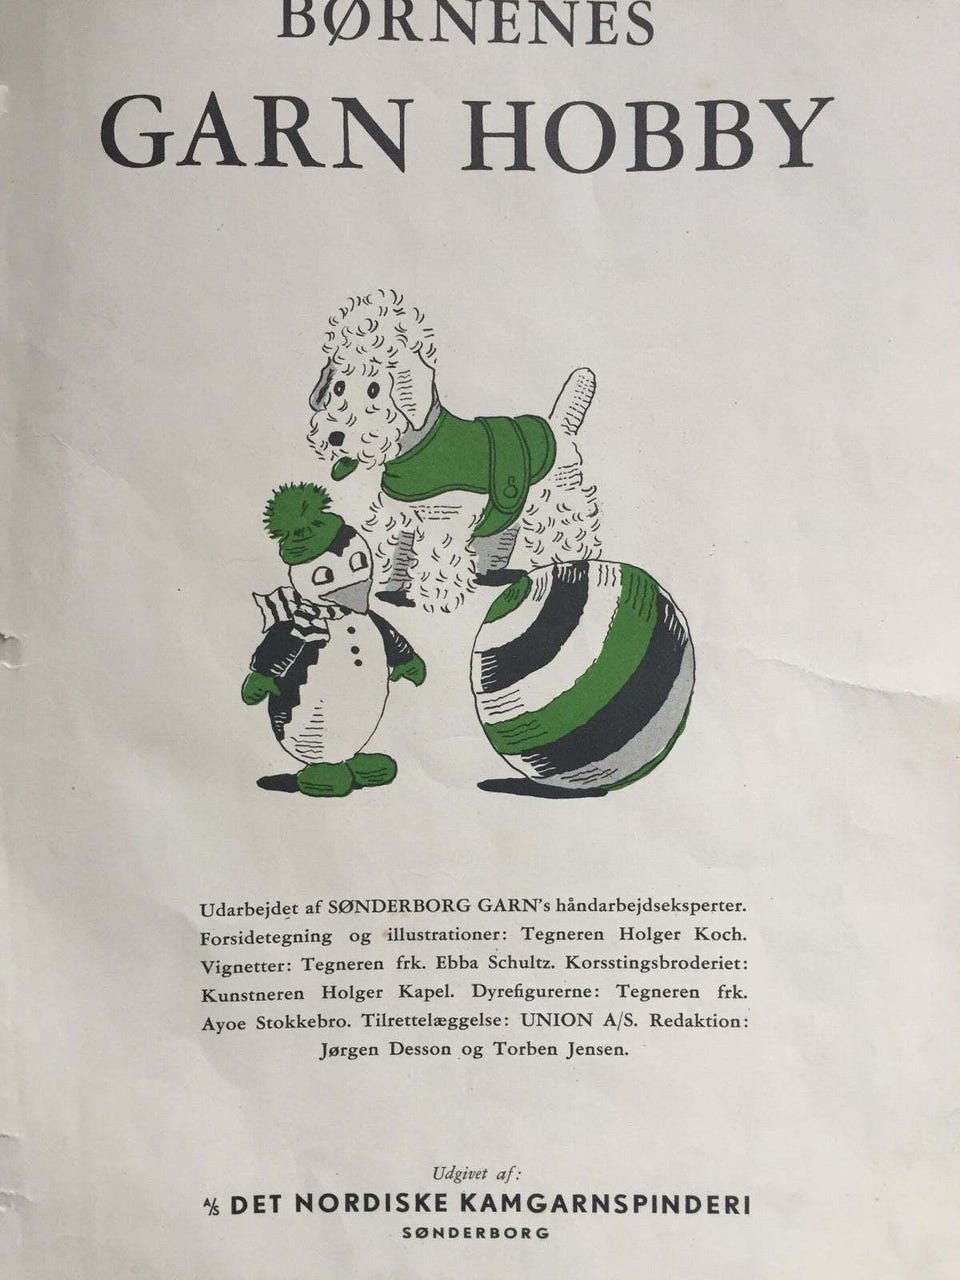 BØRNENES
GARN HOBBY
Udarbejdet af SØNDERBORG GARN's håndarbejdseksperter.
Forsidetegning og illustrationer: Tegneren Holger Koch.
Vignetter: Tegneren frk. Ebba Schultz. Korsstingsbroderiet:
Kunstneren Holger Kapel. Dyrefigurerne: Tegneren frk.
Ayoe Stokkebro. Tilrettelæggelse: UNION A/S. Redaktion:
Jørgen Desson og Torben Jensen.
Udgivet af:
A/S DET NORDISKE KAMGARNSPINDERI
SØNDERBORG